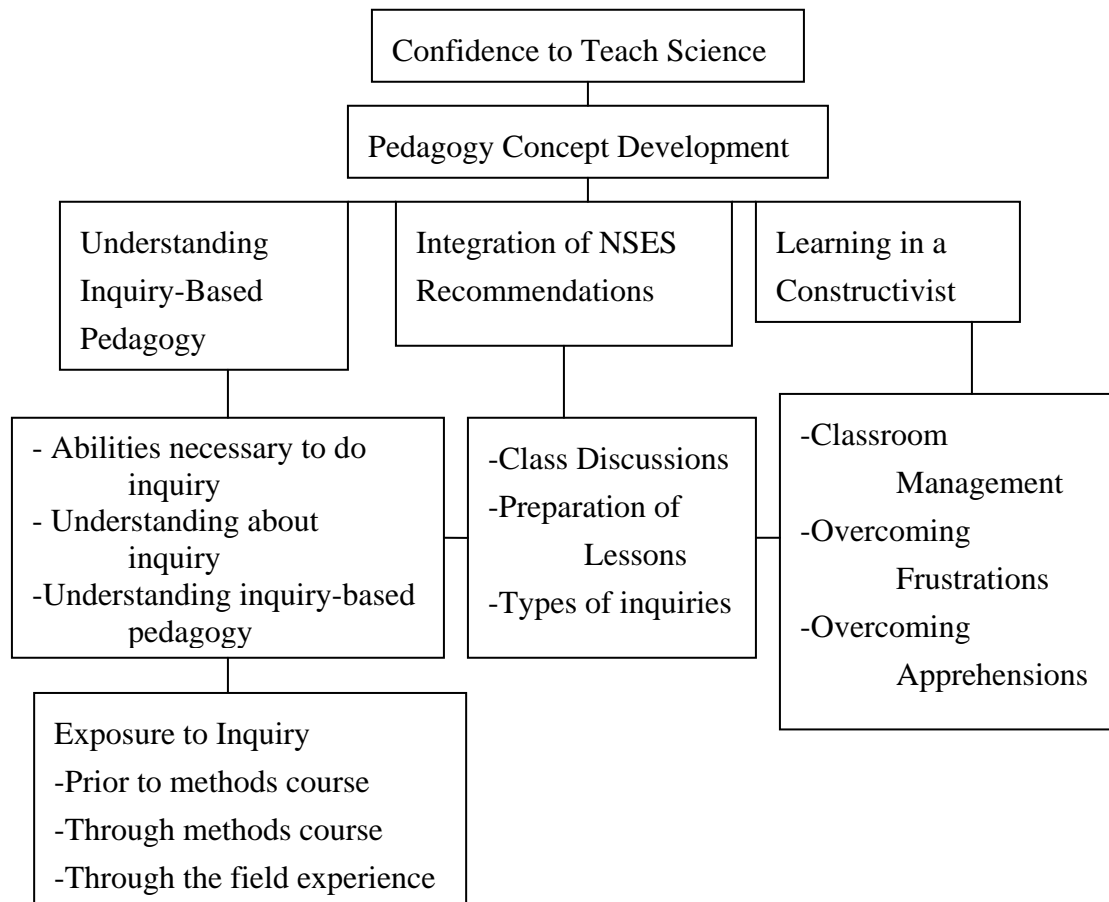 Confidence to Teach Science
Pedagogy Concept Development
Understanding
Inquiry-Based
Pedagogy
Integration of NSES
Recommendations
Learning in a
Constructivist
- Abilities necessary to do
inquiry
- Understanding about
inquiry
-Understanding inquiry-based
pedagogy
-Class Discussions
-Preparation of
Lessons
-Types of inquiries
-Classroom
Management
-Overcoming
Frustrations
-Overcoming
Apprehensions
Exposure to Inquiry
-Prior to methods course
-Through methods course
-Through the field experience